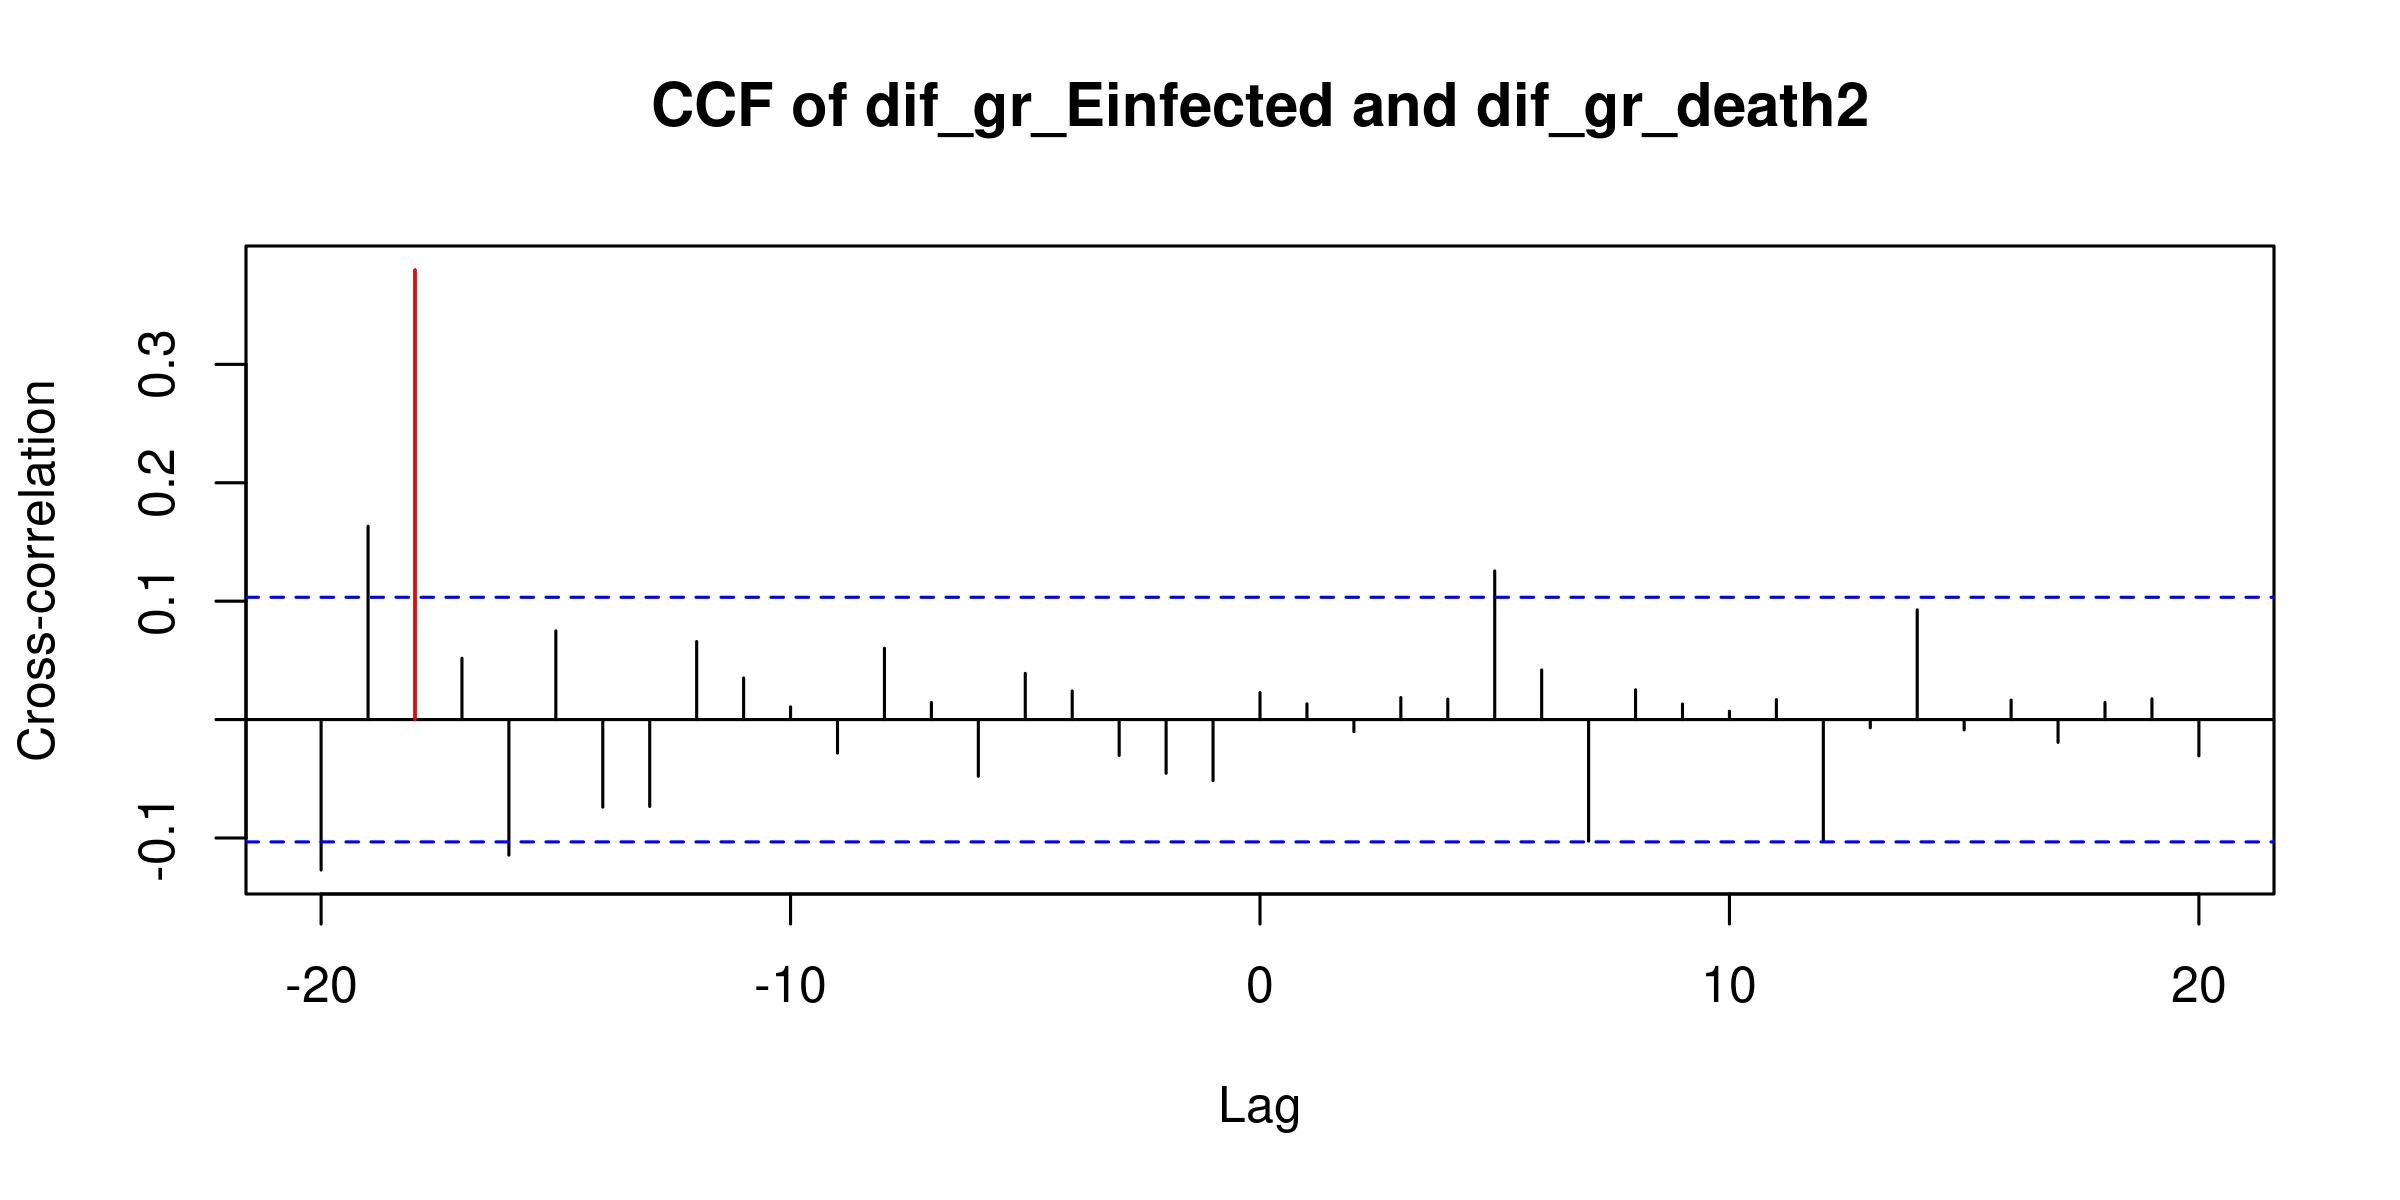 CCF of dif_gr_Einfected and dif_gr_death2
Cross-correlation
0.3
0.2
0.1
-0.1
-20 -10 0 10 20
Lag